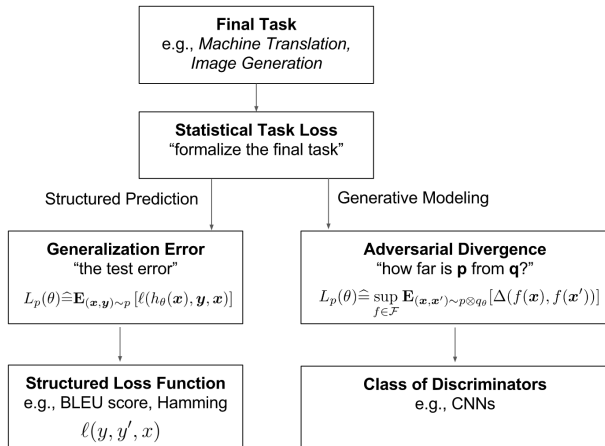 Final Task
e.g., Machine Translation,
Image Generation
Statistical Task Loss
“formalize the final task”
Structured Prediction
Generative Modeling
Generalization Error
“the test error”
L_p(θ)≙E_{(x,y)∼p} [ℓ(h_θ(x), y, x)]
Adversarial Divergence
“how far is p from q?”
L_p(θ)≙ sup_{f∈F} E_{(x,x′)∼p⊗q_θ} [Δ(f(x), f(x′))]
Structured Loss Function
e.g., BLEU score, Hamming
ℓ(y, y′, x)
Class of Discriminators
e.g., CNNs